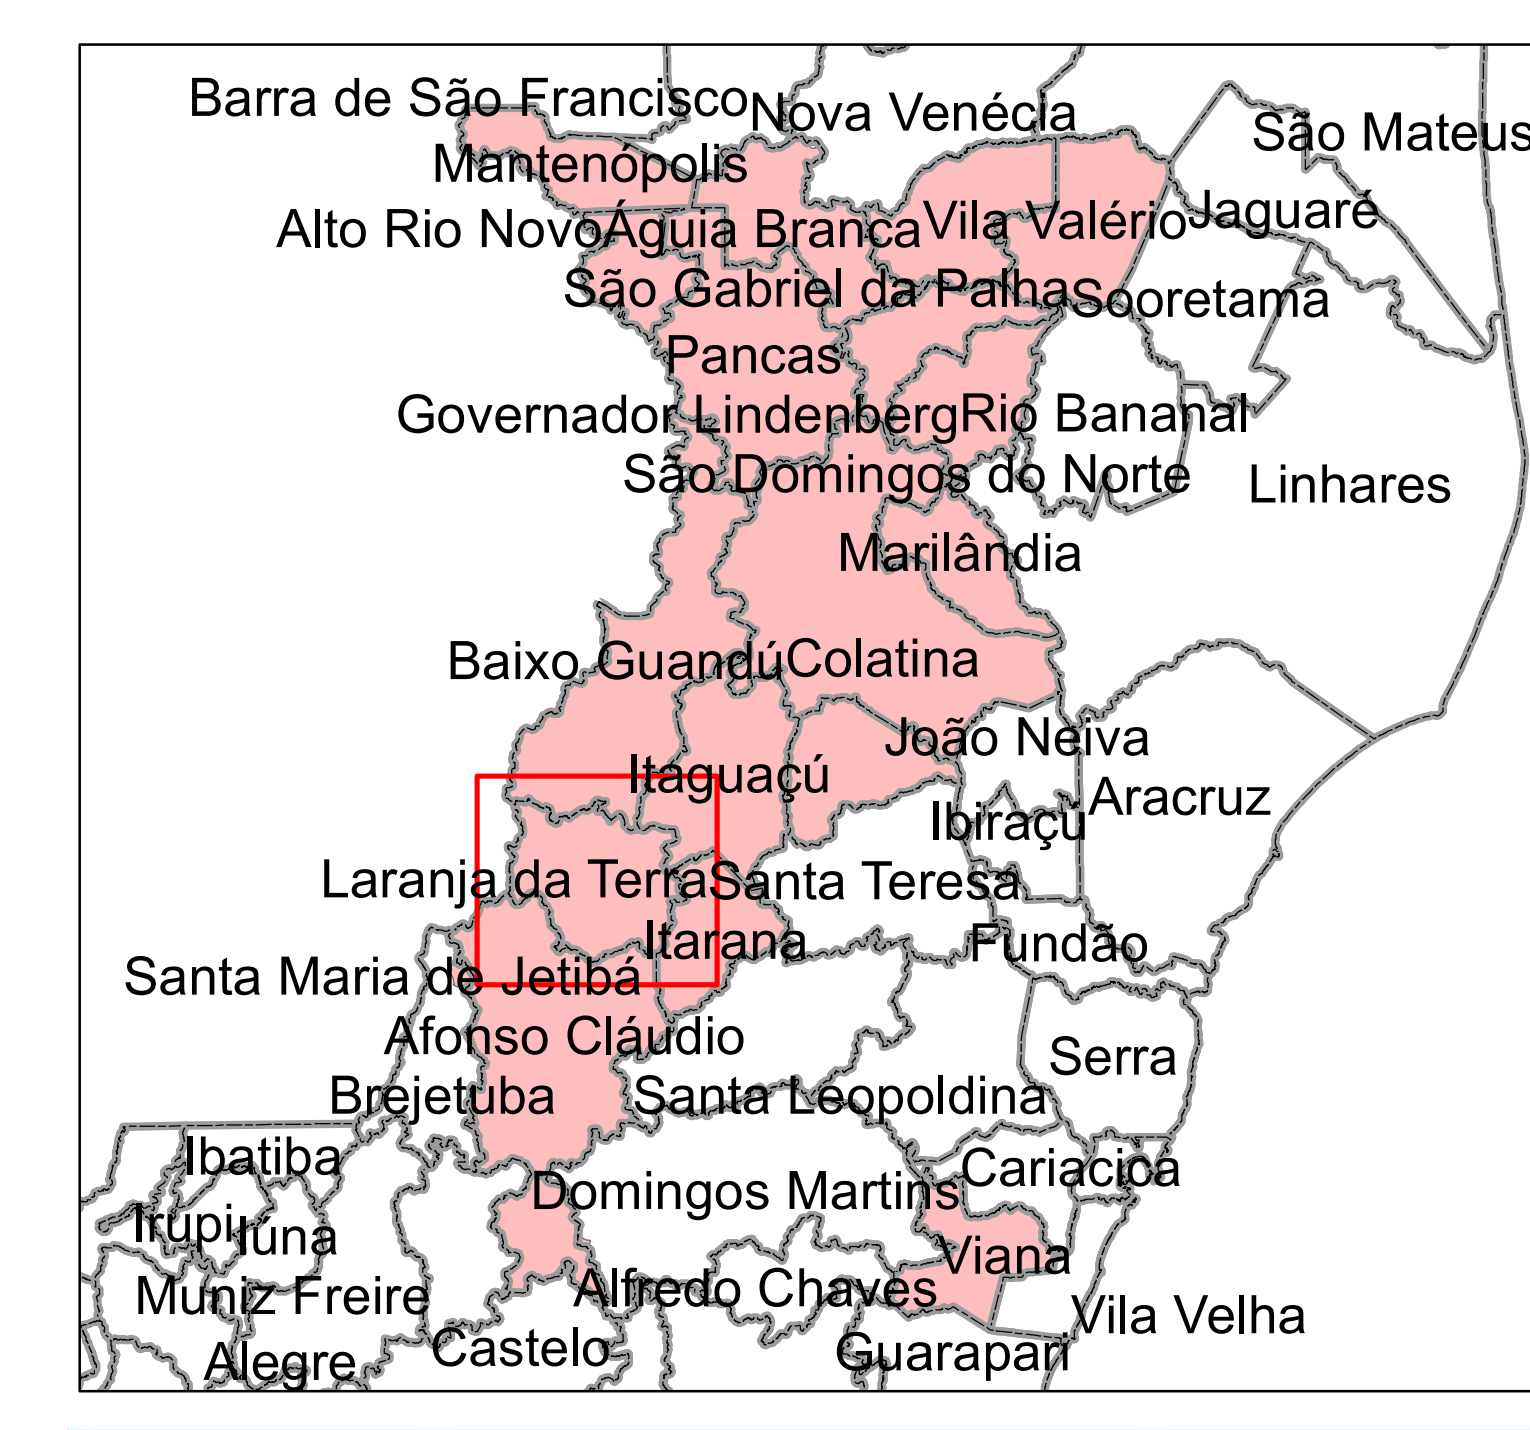 Barra de São Francisco
Nova Venécia
São Mateus
Mantenópolis
Alto Rio Novo
Águia Branca
Vila Valério
Jaguaré
São Gabriel da Palha
Sooretama
Pancas
Governador Lindenberg
Rio Bananal
São Domingos do Norte
Linhares
Marilândia
Baixo Guandú
Colatina
João Neiva
Itaguaçú
Aracruz
Ibiraçú
Laranja da Terra
Santa Teresa
Itarana
Fundão
Santa Maria de Jetibá
Afonso Cláudio
Serra
Brejetuba
Santa Leopoldina
Ibatiba
Cariacica
Domingos Martins
Irupi
Iúna
Viana
Muniz Freire
Alfredo Chaves
Vila Velha
Castelo
Guarapari
Alegre